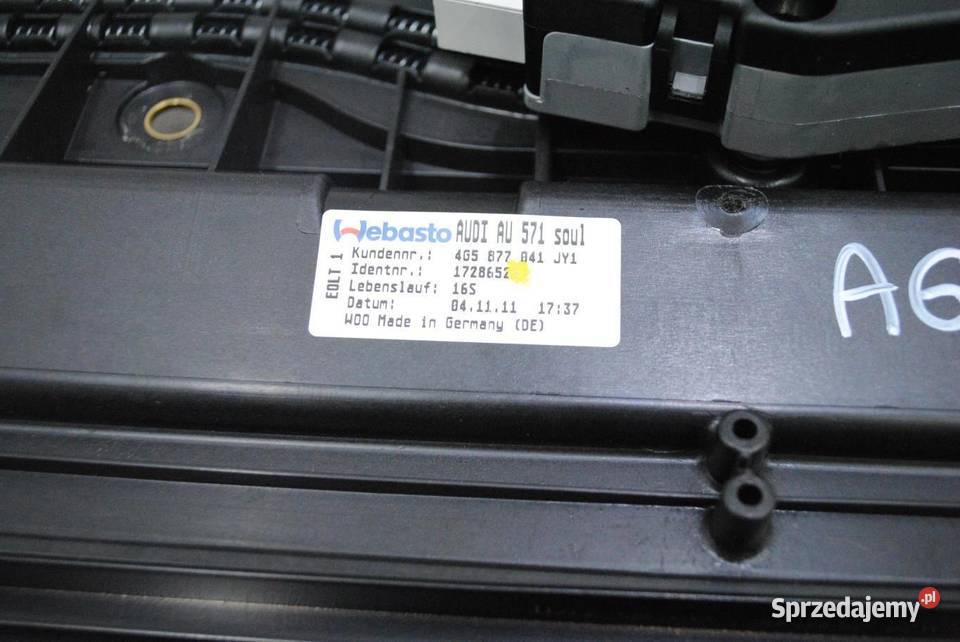 Webasto AUDI AU 571 soul
EOLT 1
Kundennr.: 4G5 877 041 JY1
Identnr.: 1728652
Lebenslauf: 16S
Datum: 04.11.11 17:37
WOO Made in Germany (DE)
A6
Sprzedajemy.pl